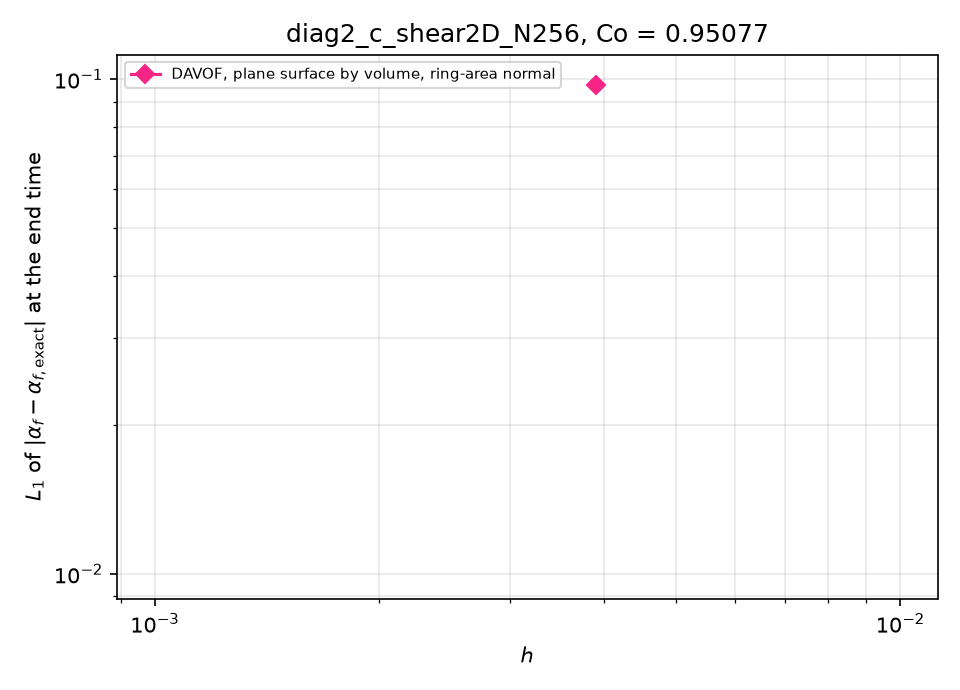 diag2_c_shear2D_N256, Co = 0.95077
DAVOF, plane surface by volume, ring-area normal
L₁ of |α_f − α_{f,exact}| at the end time
10⁻¹
10⁻²
10⁻³
10⁻²
h